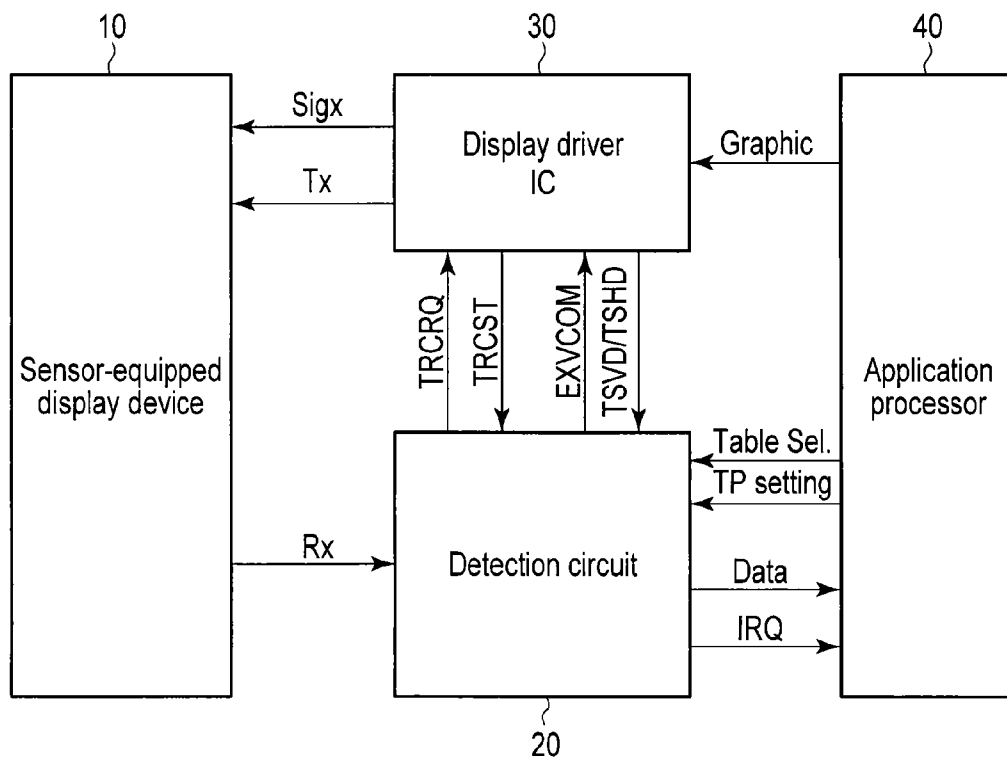 10
30
40
Sigx
Tx
Display driver
IC
Graphic
TRCRQ
TRCST
EXVCOM
TSVD/TSHD
Sensor-equipped
display device
Application
processor
Table Sel.
TP setting
Rx
Detection circuit
Data
IRQ
20